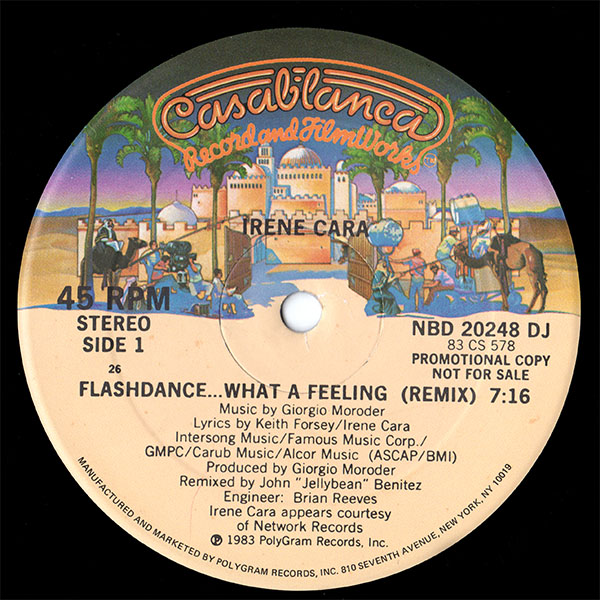 Casablanca
Record and FilmWorks
IRENE CARA
45 RPM
STEREO
SIDE 1
NBD 20248 DJ
83 CS 578
PROMOTIONAL COPY
NOT FOR SALE
26
FLASHDANCE...WHAT A FEELING (REMIX) 7:16
Music by Giorgio Moroder
Lyrics by Keith Forsey/Irene Cara
Intersong Music/Famous Music Corp./
GMPC/Carub Music/Alcor Music (ASCAP/BMI)
Produced by Giorgio Moroder
Remixed by John "Jellybean" Benitez
Engineer: Brian Reeves
Irene Cara appears courtesy
of Network Records
℗ 1983 PolyGram Records, Inc.
MANUFACTURED AND MARKETED BY POLYGRAM RECORDS, INC. 810 SEVENTH AVENUE, NEW YORK, NY 10019